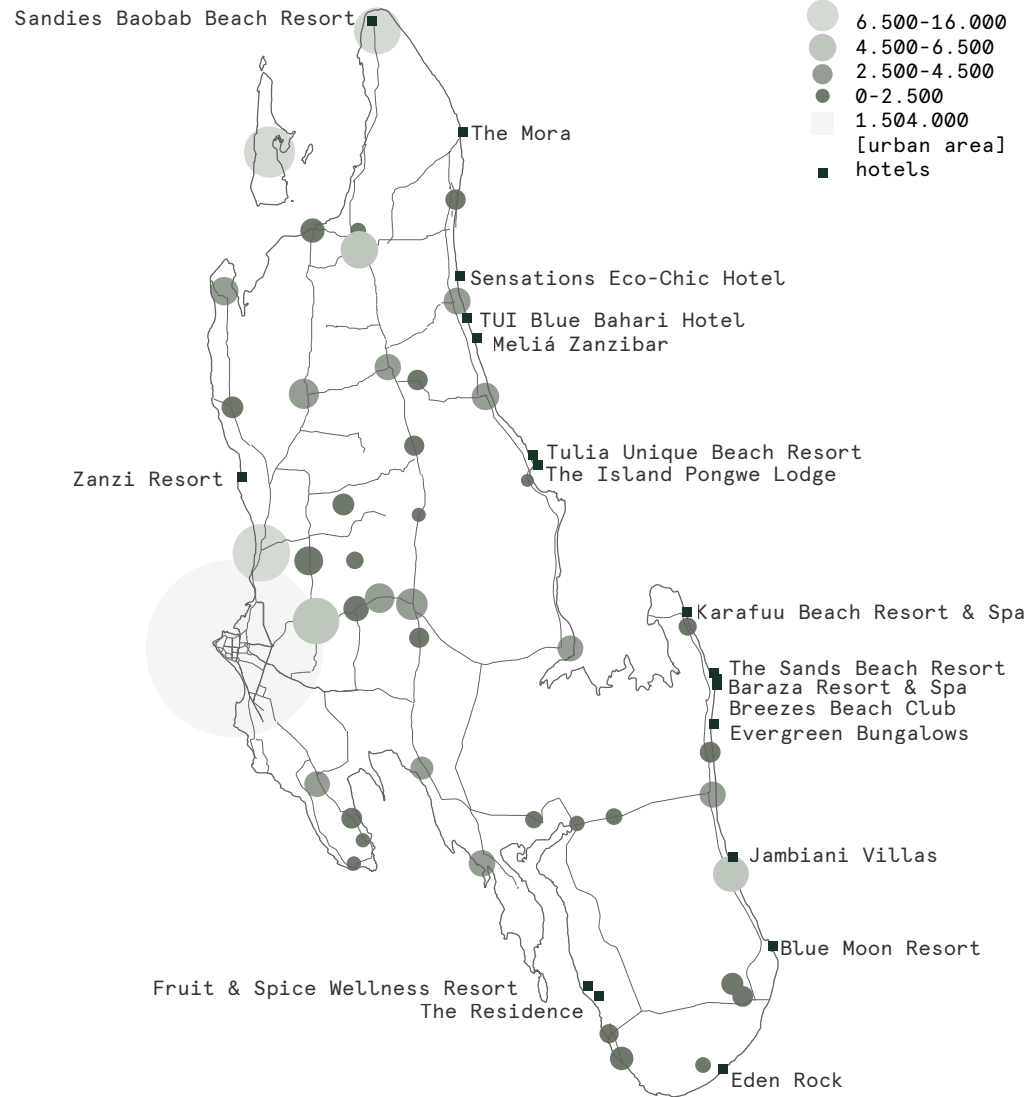 Sandies Baobab Beach Resort
6.500-16.000
4.500-6.500
2.500-4.500
0-2.500
1.504.000
[urban area]
hotels
The Mora
Sensations Eco-Chic Hotel
TUI Blue Bahari Hotel
Meliá Zanzibar
Tulia Unique Beach Resort
The Island Pongwe Lodge
Zanzi Resort
Karafuu Beach Resort & Spa
The Sands Beach Resort
Baraza Resort & Spa
Breezes Beach Club
Evergreen Bungalows
Jambiani Villas
Blue Moon Resort
Fruit & Spice Wellness Resort
The Residence
Eden Rock